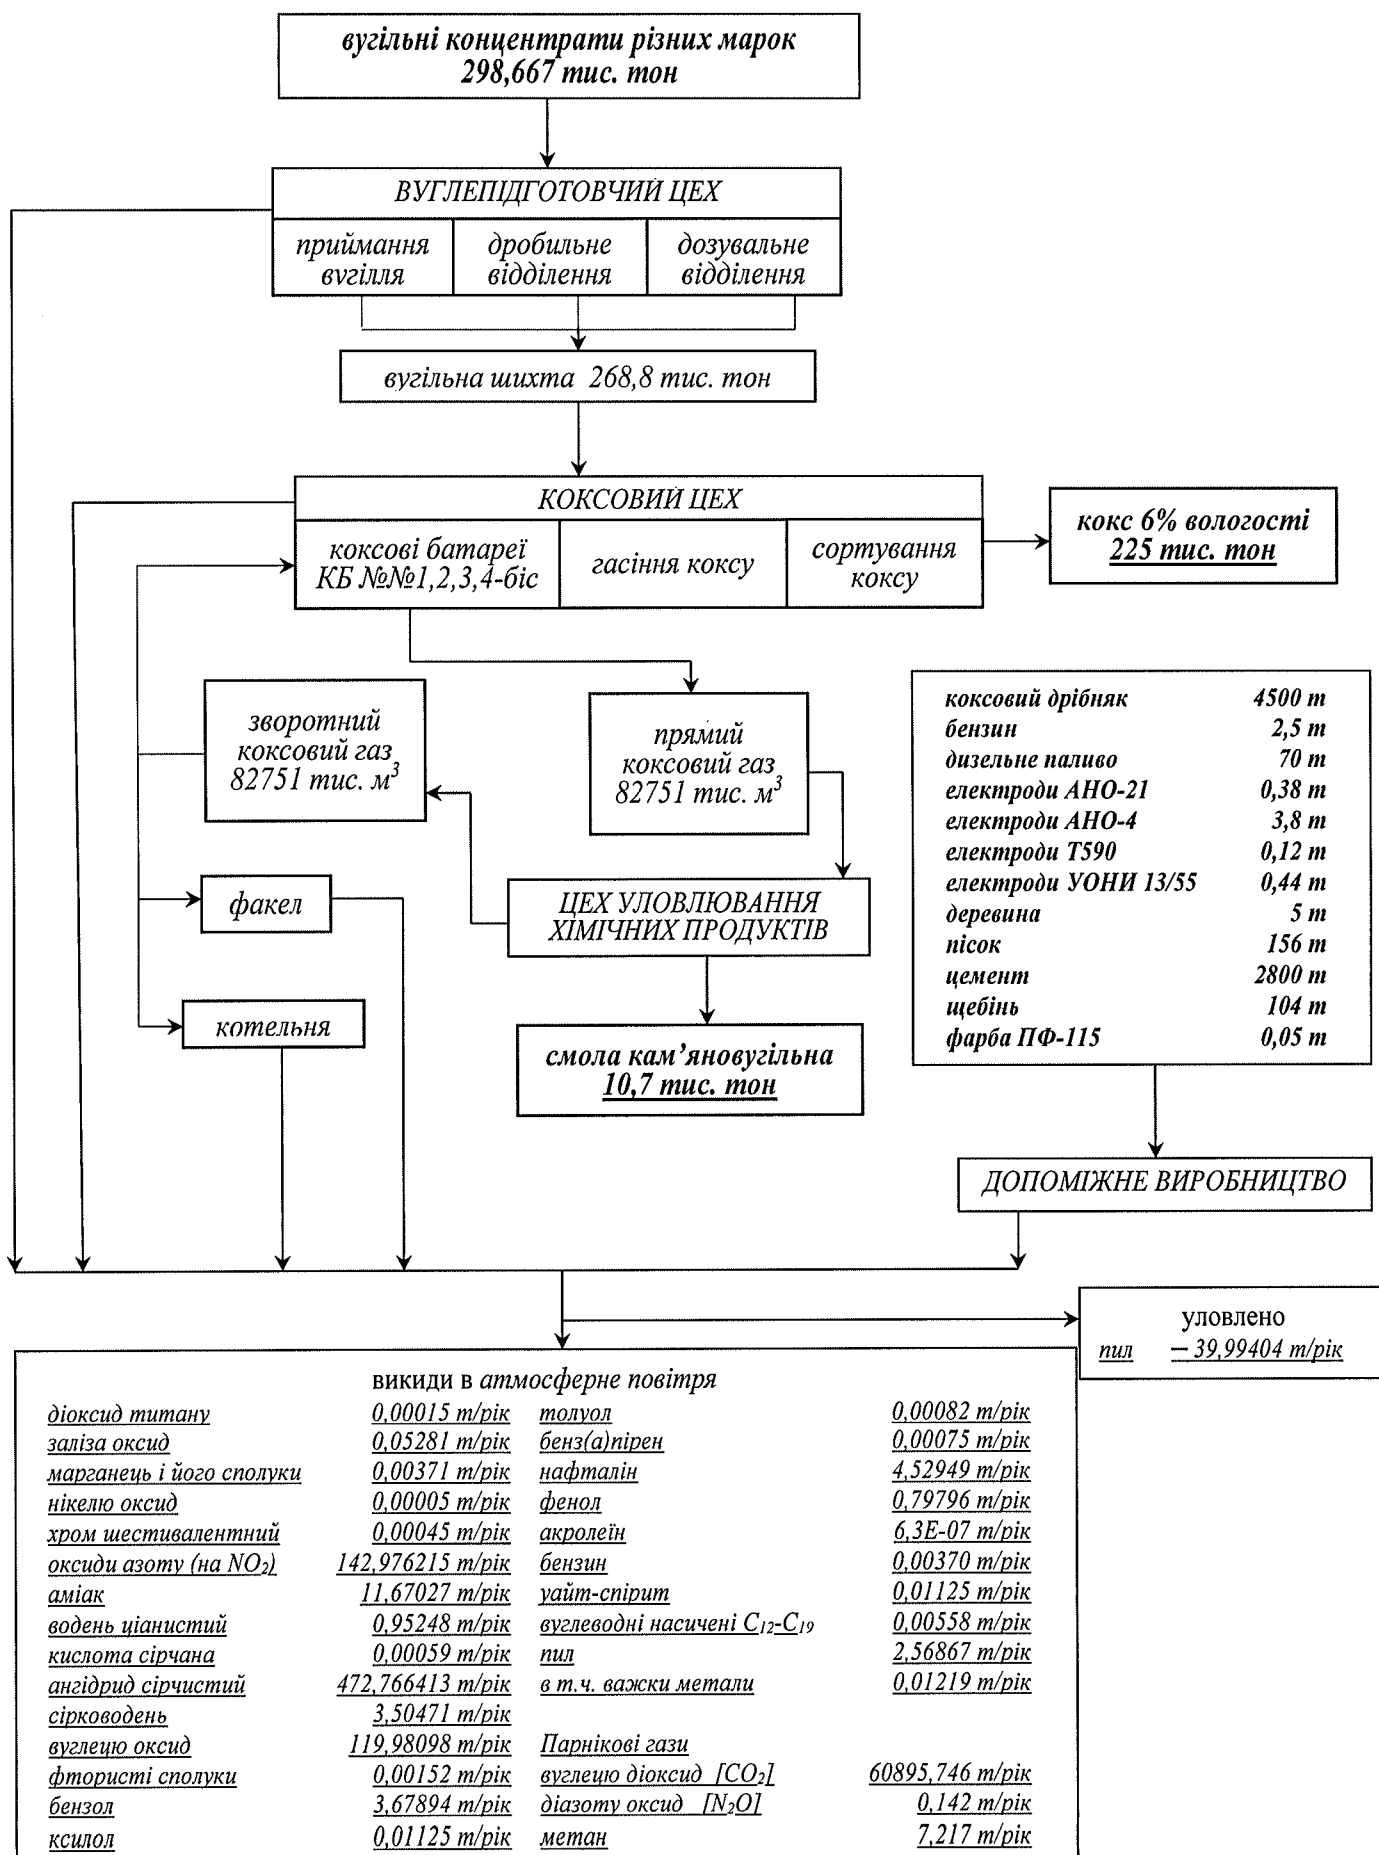 вугільні концентрати різних марок
298,667 тис. тон
ВУГЛЕПІДГОТОВЧИЙ ЦЕХ
приймання
вугілля
дробильне
відділення
дозувальне
відділення
вугільна шихта 268,8 тис. тон
КОКСОВИЙ ЦЕХ
коксові батареї
КБ №№1,2,3,4-біс
гасіння коксу
сортування
коксу
кокс 6% вологості
225 тис. тон
зворотний
коксовий газ
82751 тис. м³
прямий
коксовий газ
82751 тис. м³
факел
котельня
ЦЕХ УЛОВЛЮВАННЯ
ХІМІЧНИХ ПРОДУКТІВ
смола кам’яновугільна
10,7 тис. тон
коксовий дрібняк 4500 т
бензин 2,5 т
дизельне паливо 70 т
електроди АНО-21 0,38 т
електроди АНО-4 3,8 т
електроди Т590 0,12 т
електроди УОНИ 13/55 0,44 т
деревина 5 т
пісок 156 т
цемент 2800 т
щебінь 104 т
фарба ПФ-115 0,05 т
ДОПОМІЖНЕ ВИРОБНИЦТВО
уловлено
пил – 39,99404 т/рік
викиди в атмосферне повітря
діоксид титану 0,00015 т/рік толуол 0,00082 т/рік
заліза оксид 0,05281 т/рік бенз(а)пірен 0,00075 т/рік
марганець і його сполуки 0,00371 т/рік нафталін 4,52949 т/рік
нікелю оксид 0,00005 т/рік фенол 0,79796 т/рік
хром шестивалентний 0,00045 т/рік акролеїн 6,3Е-07 т/рік
оксиди азоту (на NO₂) 142,976215 т/рік бензин 0,00370 т/рік
аміак 11,67027 т/рік уайт-спірит 0,01125 т/рік
водень ціанистий 0,95248 т/рік вуглеводні насичені C₁₂-C₁₉ 0,00558 т/рік
кислота сірчана 0,00059 т/рік пил 2,56867 т/рік
ангідрид сірчистий 472,766413 т/рік в т.ч. важки метали 0,01219 т/рік
сірководень 3,50471 т/рік
вуглецю оксид 119,98098 т/рік Парнікові гази
фтористі сполуки 0,00152 т/рік вуглецю діоксид [CO₂] 60895,746 т/рік
бензол 3,67894 т/рік діазоту оксид [N₂O] 0,142 т/рік
ксилол 0,01125 т/рік метан 7,217 т/рік